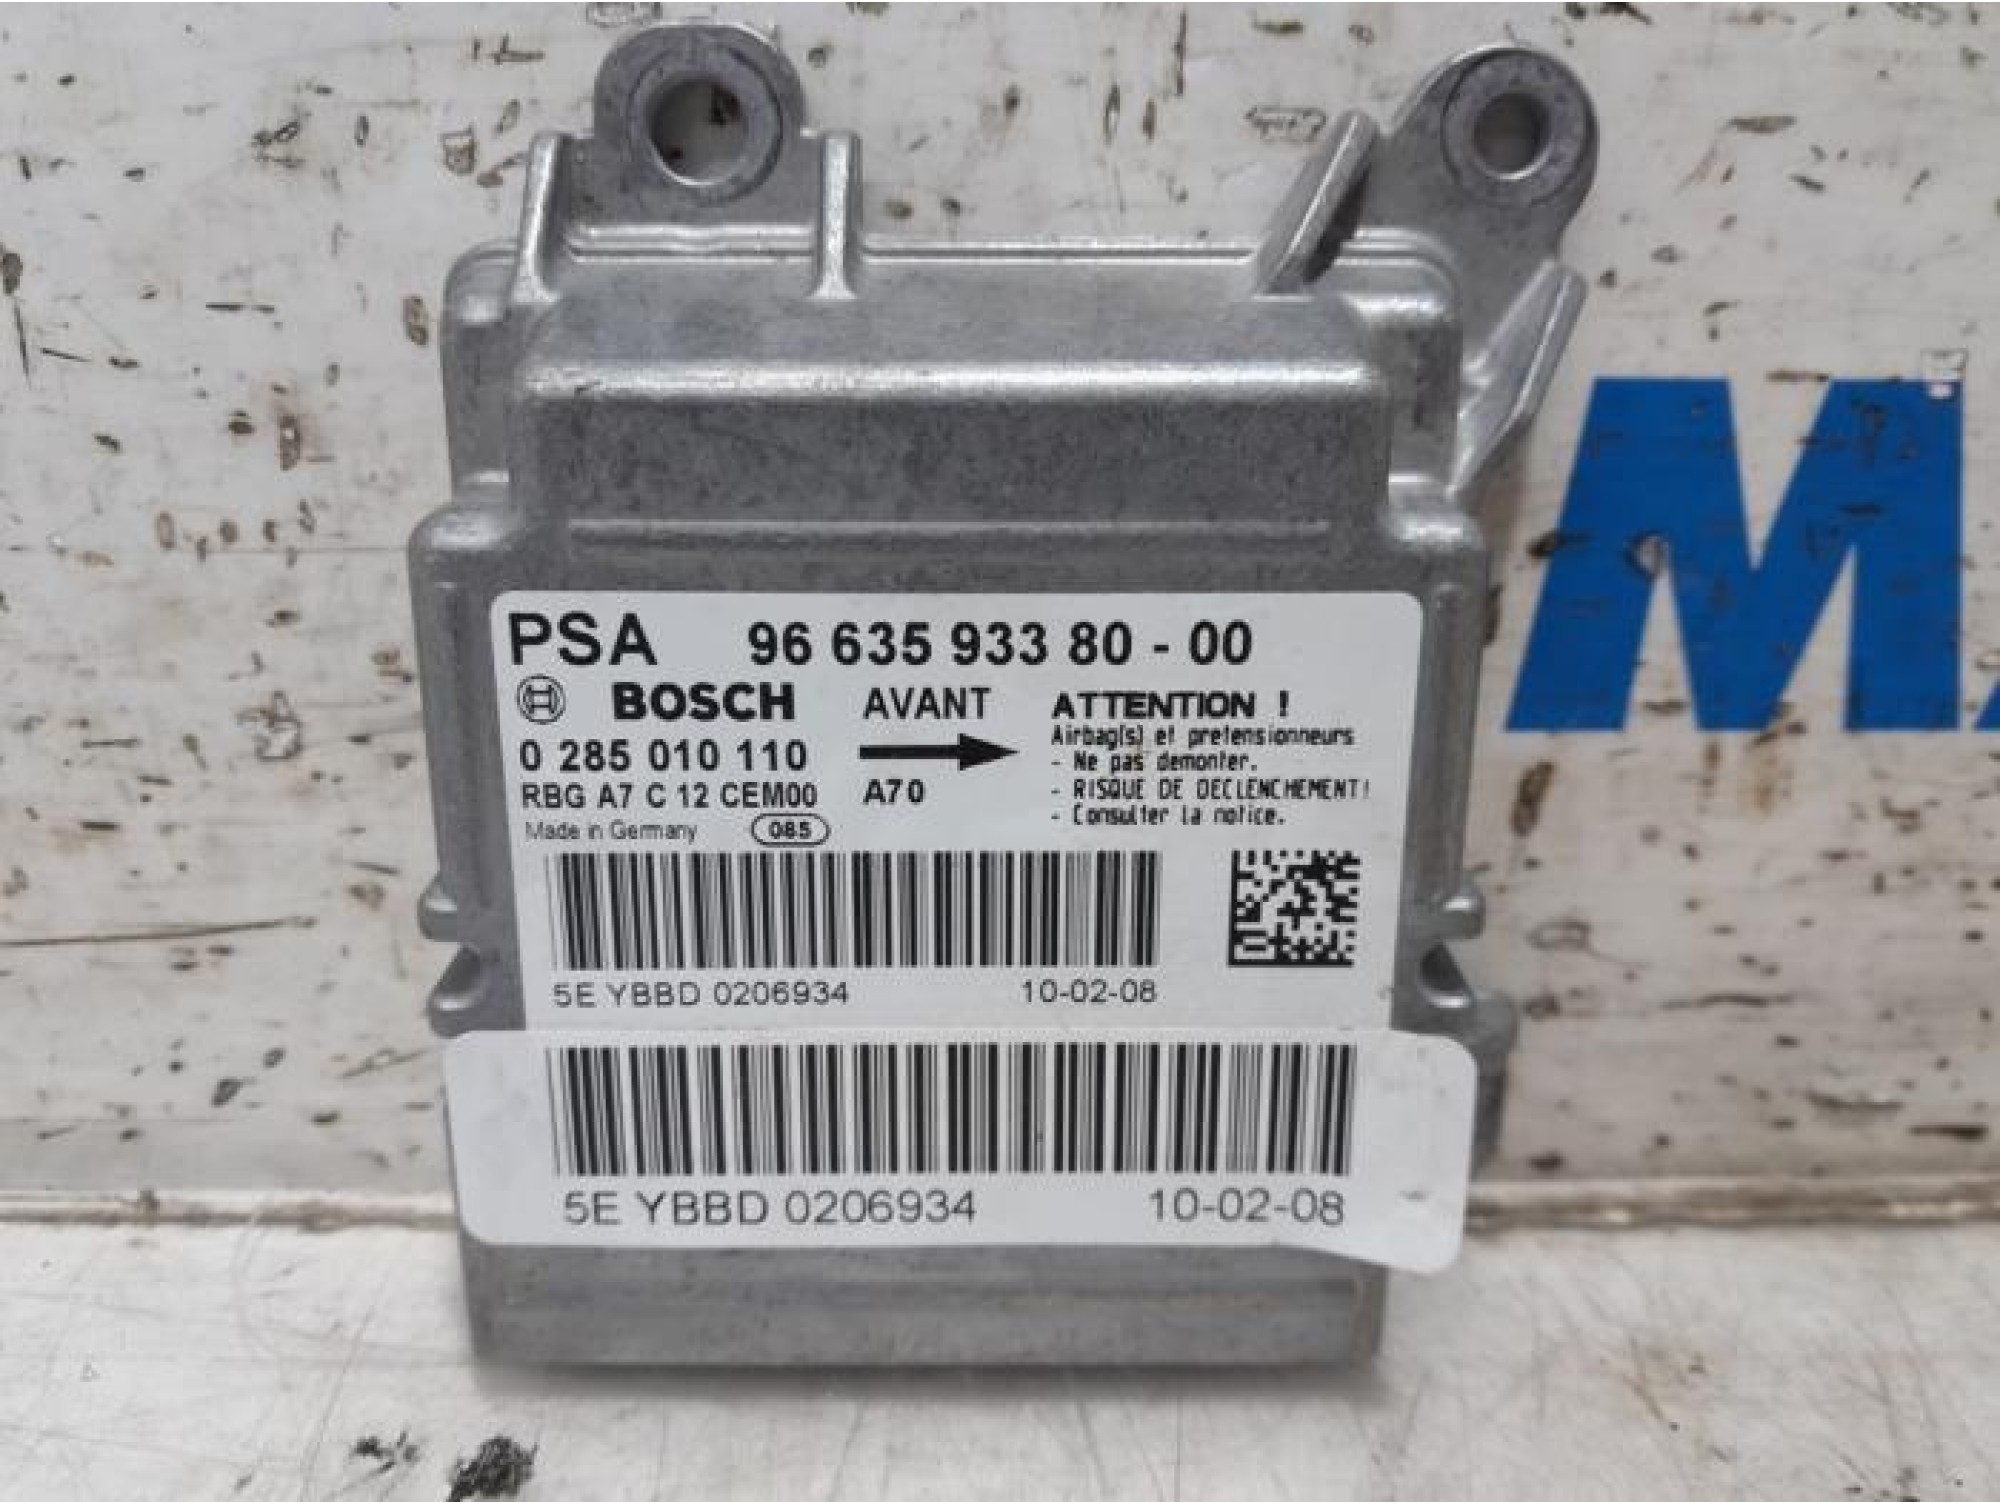 PSA 96 635 933 80 - 00
BOSCH AVANT ATTENTION !
0 285 010 110 Airbag(s) et pretensionneurs
- Ne pas demonter.
RBG A7 C 12 CEM00 A70 - RISQUE DE DECLENCHEMENT!
Made in Germany 085 - Consulter la notice.
5E YBBD 0206934 10-02-08
5E YBBD 0206934 10-02-08